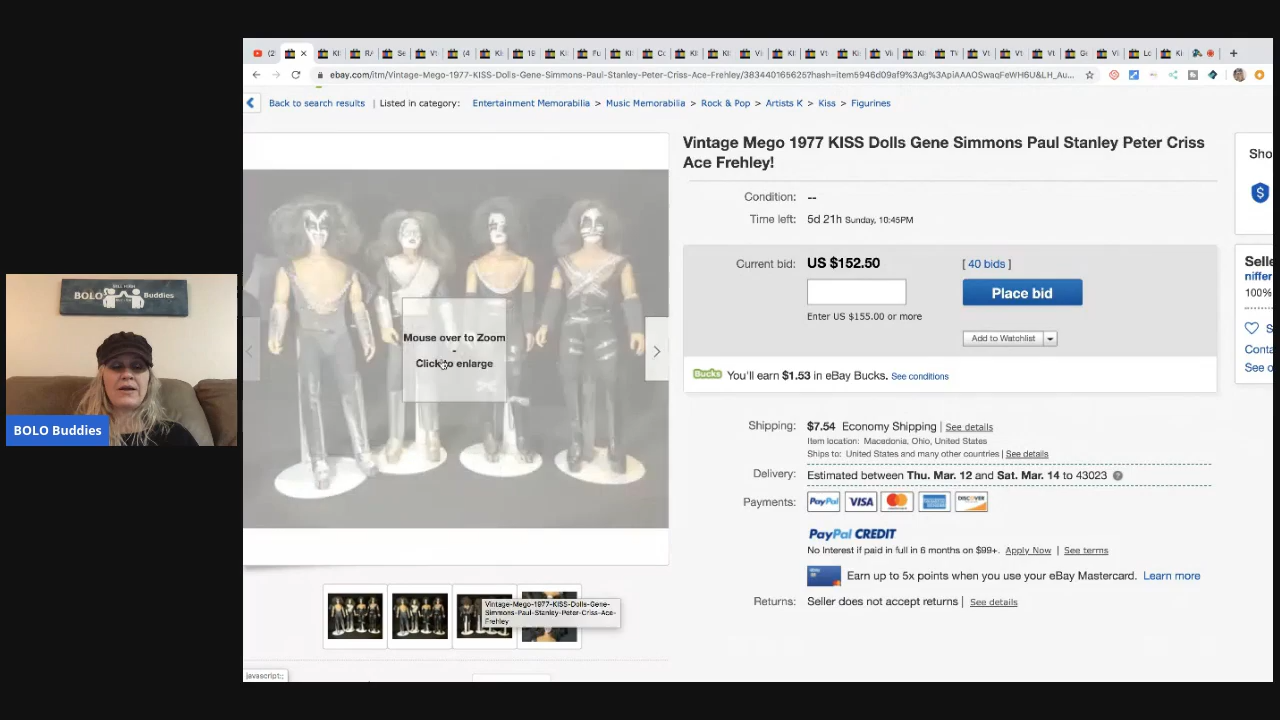 ebay.com/itm/Vintage-Mego-1977-KISS-Dolls-Gene-Simmons-Paul-Stanley-Peter-Criss-Ace-Frehley/383440165625?hash=item5946d09af9%3Ag%3ApiAAAOSwaqFeWH6U&LH_Au...
Back to search results | Listed in category: Entertainment Memorabilia > Music Memorabilia > Rock & Pop > Artists K > Kiss > Figurines
Vintage Mego 1977 KISS Dolls Gene Simmons Paul Stanley Peter Criss
Ace Frehley!
Condition: --
Time left: 5d 21h Sunday, 10:45PM
Current bid: US $152.50 [ 40 bids ]
Place bid
Enter US $155.00 or more
Add to Watchlist
Bucks You'll earn $1.53 in eBay Bucks. See conditions
Shipping: $7.54 Economy Shipping | See details
Item location: Macedonia, Ohio, United States
Ships to: United States and many other countries | See details
Delivery: Estimated between Thu. Mar. 12 and Sat. Mar. 14 to 43023
Payments: PayPal VISA MasterCard DISCOVER
PayPal CREDIT
No Interest if paid in full in 6 months on $99+. Apply Now | See terms
Earn up to 5x points when you use your eBay Mastercard. Learn more
Returns: Seller does not accept returns | See details
Sho
Selle
niffer
100%
S
Conta
See o
Mouse over to Zoom
-
Click to enlarge
Vintage-Mego-1977-KISS-Dolls-Gene-
Simmons-Paul-Stanley-Peter-Criss-Ace-
Frehley
javascript:;
BOLO Buddies
BOLO Buddies